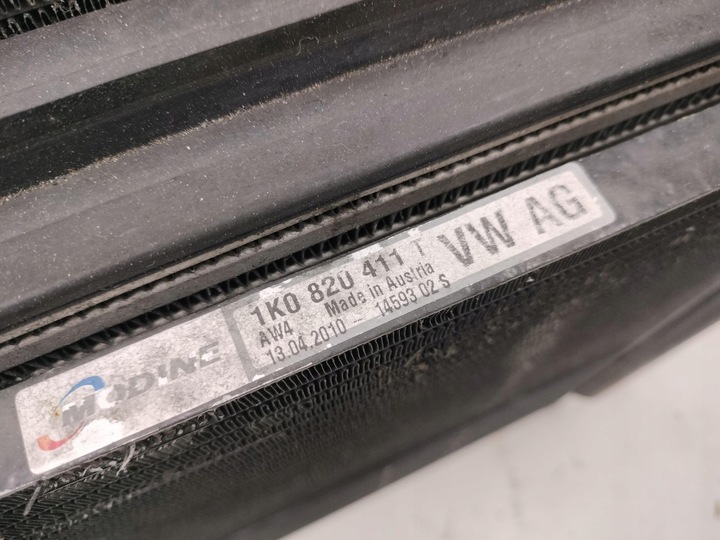 MODINE
1K0 820 411 T
AW4 Made in Austria
13.04.2010 14593 02 S
VW AG